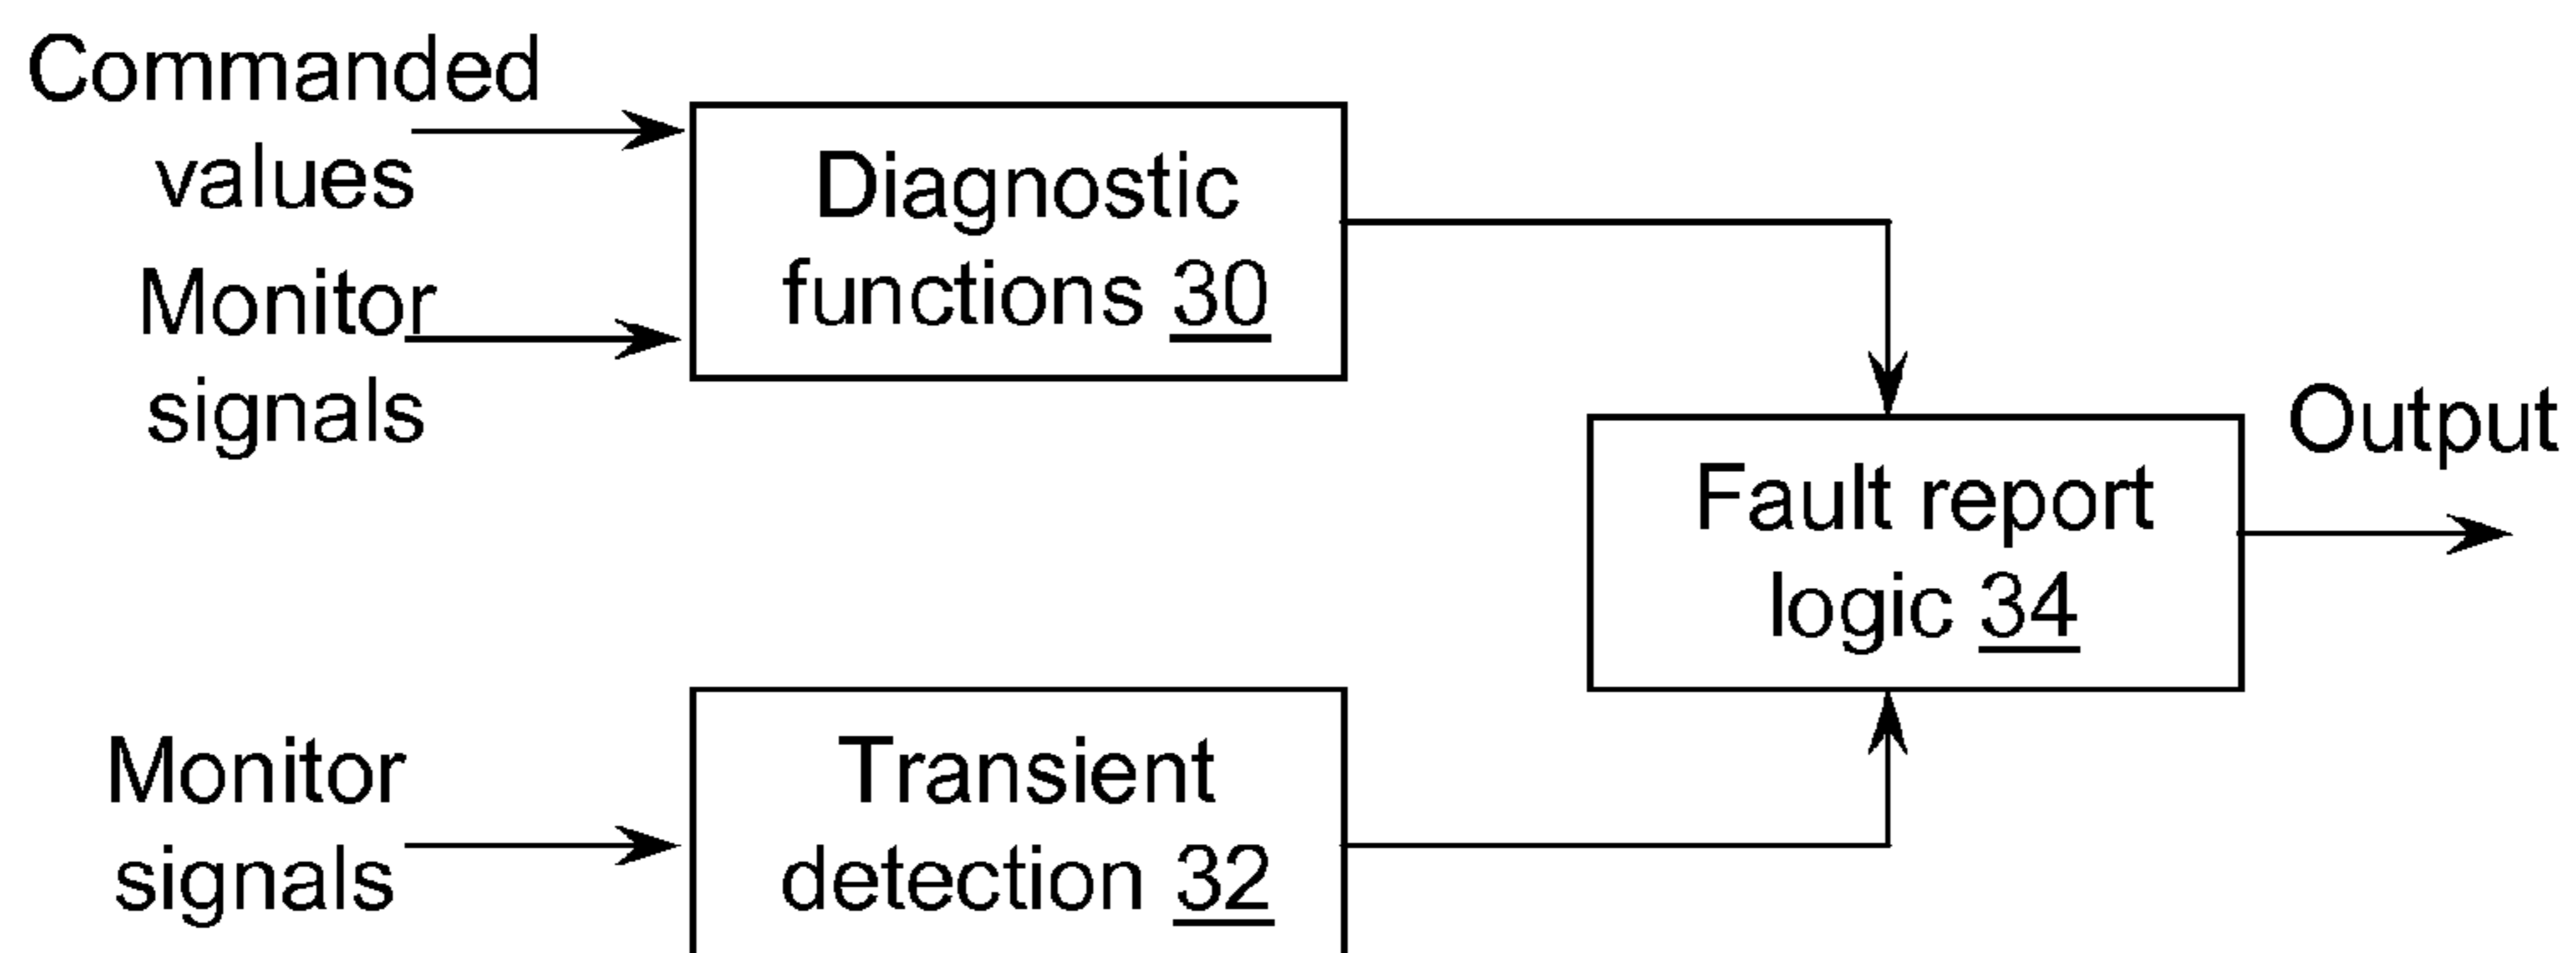 Commanded
values
Monitor
signals
Diagnostic
functions 30
Output
Fault report
logic 34
Monitor
signals
Transient
detection 32